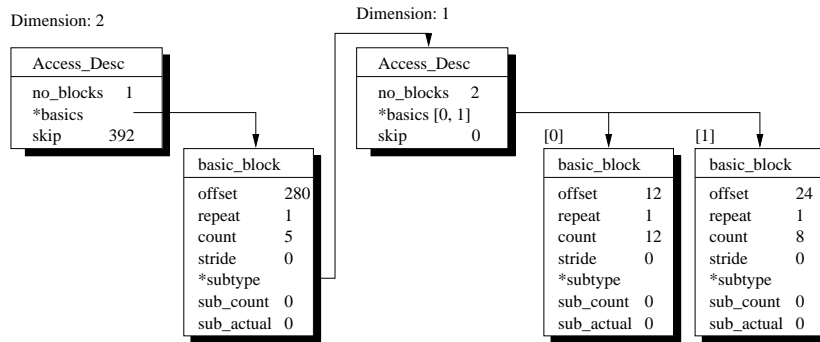 Dimension: 2
Access_Desc
no_blocks 1
*basics
skip 392
basic_block
offset 280
repeat 1
count 5
stride 0
*subtype
sub_count 0
sub_actual 0
Dimension: 1
Access_Desc
no_blocks 2
*basics [0, 1]
skip 0
[0]
basic_block
offset 12
repeat 1
count 12
stride 0
*subtype
sub_count 0
sub_actual 0
[1]
basic_block
offset 24
repeat 1
count 8
stride 0
*subtype
sub_count 0
sub_actual 0